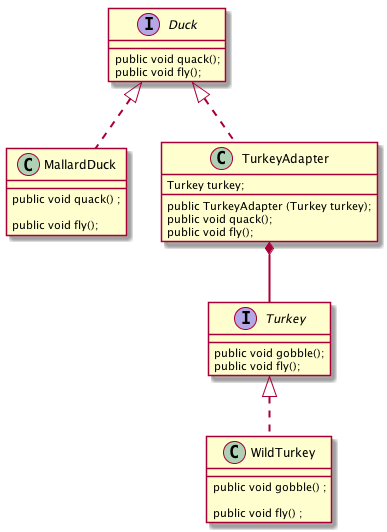 I Duck
public void quack();
public void fly();
C MallardDuck
public void quack() ;
public void fly();
C TurkeyAdapter
Turkey turkey;
public TurkeyAdapter (Turkey turkey);
public void quack();
public void fly();
I Turkey
public void gobble();
public void fly();
C WildTurkey
public void gobble() ;
public void fly() ;